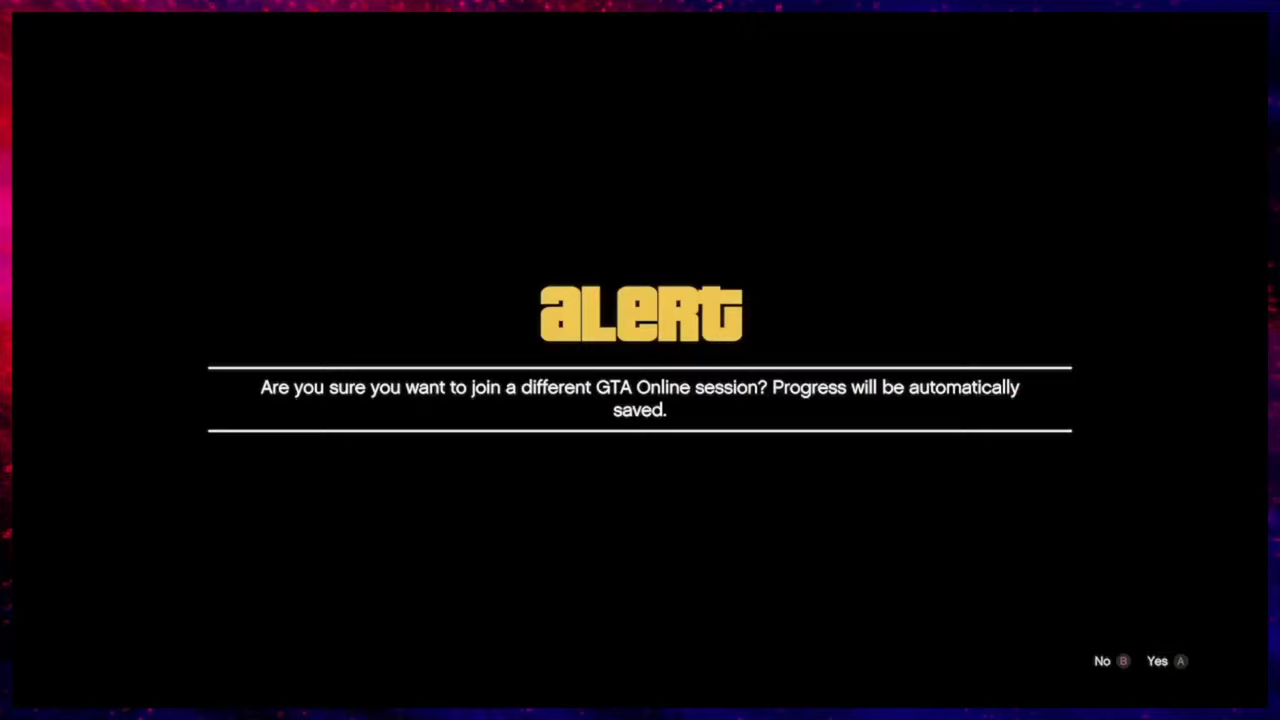 alert
Are you sure you want to join a different GTA Online session? Progress will be automatically
saved.
No B Yes A